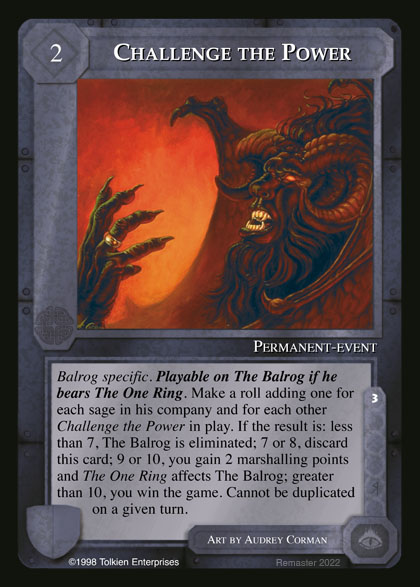 2
Challenge the Power
Permanent-event
Balrog specific. Playable on The Balrog if he
bears The One Ring. Make a roll adding one for
each sage in his company and for each other
Challenge the Power in play. If the result is: less
than 7, The Balrog is eliminated; 7 or 8, discard
this card; 9 or 10, you gain 2 marshalling points
and The One Ring affects The Balrog; greater
than 10, you win the game. Cannot be duplicated
on a given turn.
3
Art by Audrey Corman
©1998 Tolkien Enterprises
Remaster 2022